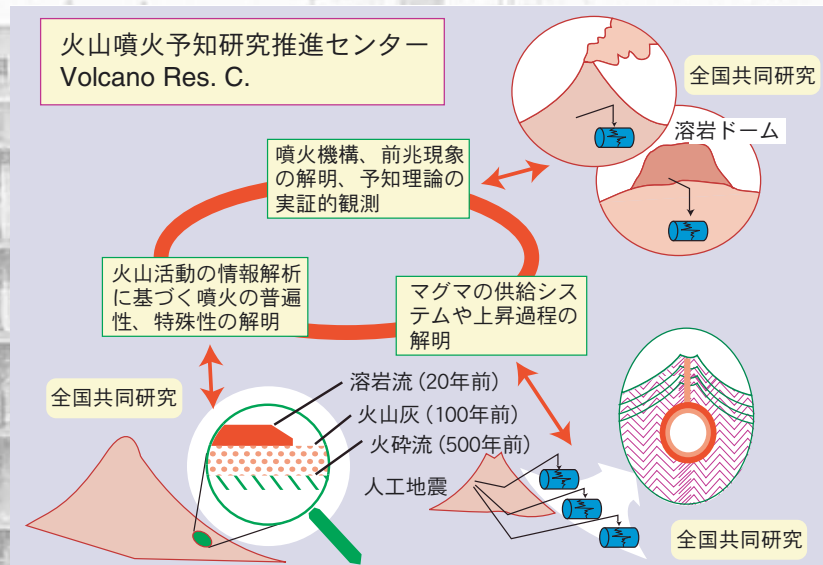 火山噴火予知研究推進センター
Volcano Res. C.
全国共同研究
溶岩ドーム
噴火機構、前兆現象
の解明、予知理論の
実証的観測
火山活動の情報解析
に基づく噴火の普遍
性、特殊性の解明
マグマの供給シス
テムや上昇過程の
解明
全国共同研究
溶岩流 (20年前)
火山灰 (100年前)
火砕流 (500年前)
人工地震
全国共同研究